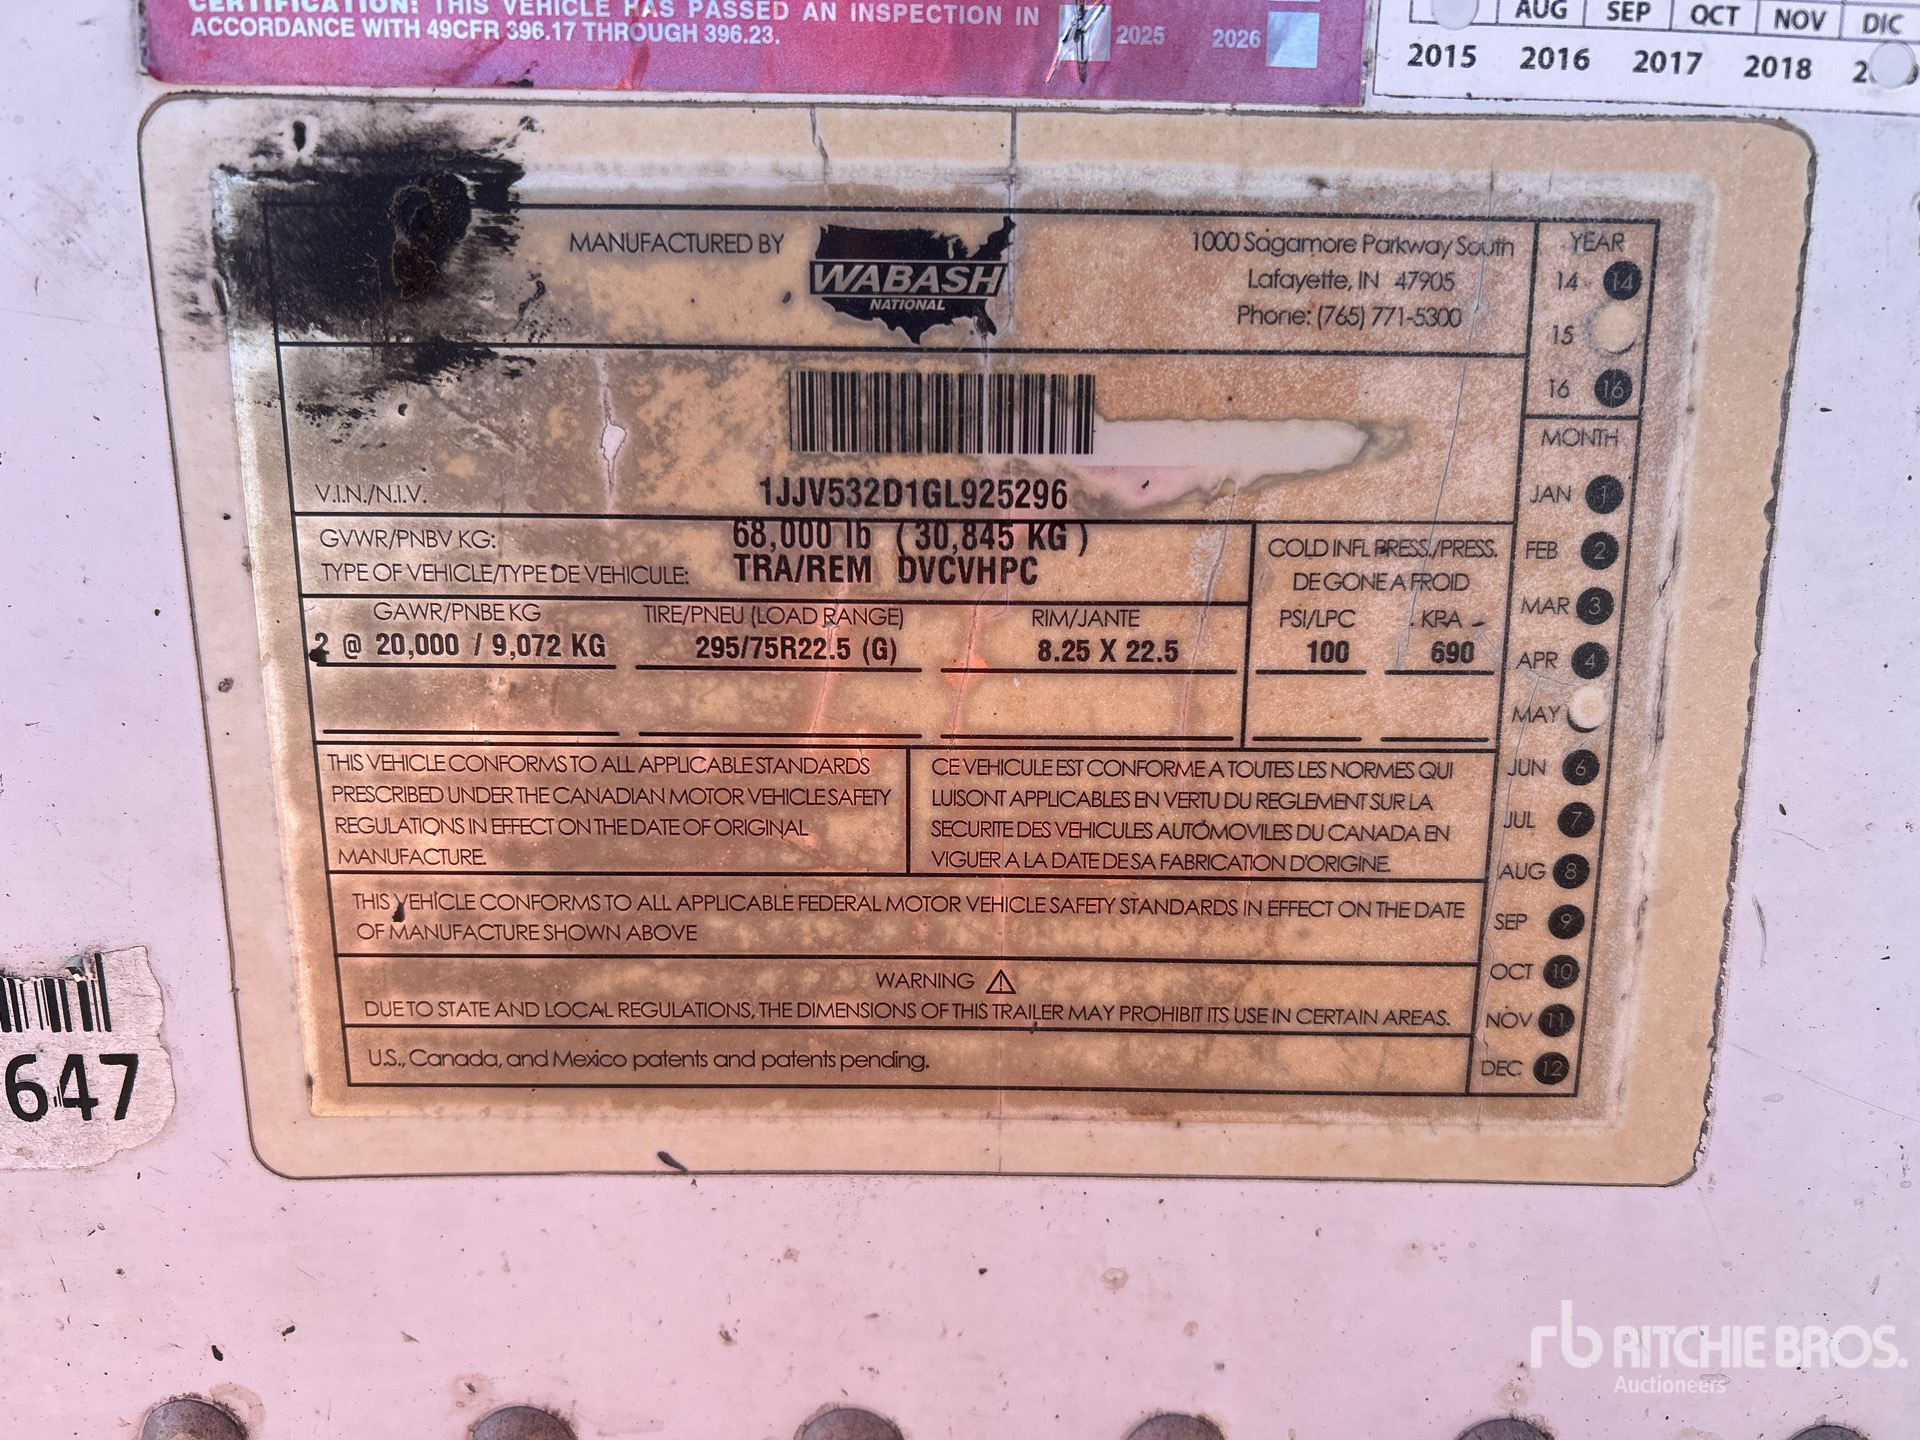 CERTIFICATION: THIS VEHICLE HAS PASSED AN INSPECTION IN
ACCORDANCE WITH 49CFR 396.17 THROUGH 396.23.
2025 2026
AUG SEP OCT NOV DIC
2015 2016 2017 2018
MANUFACTURED BY
WABASH
NATIONAL
1000 Sagamore Parkway South
Lafayette, IN 47905
Phone: (765) 771-5300
YEAR
14 14
15
16 16
V.I.N./N.I.V.
1JJV532D1GL925296
GVWR/PNBV KG: 68,000 lb (30,845 KG)
TYPE OF VEHICLE/TYPE DE VEHICULE: TRA/REM DVCVHPC
COLD INFL PRESS./PRESS.
DE GONE A FROID
GAWR/PNBE KG TIRE/PNEU (LOAD RANGE) RIM/JANTE PSI/LPC KPA
2 @ 20,000 / 9,072 KG 295/75R22.5 (G) 8.25 X 22.5 100 690
MONTH
JAN 1
FEB 2
MAR 3
APR 4
MAY
JUN 6
JUL 7
AUG 8
SEP 9
OCT 10
NOV 11
DEC 12
THIS VEHICLE CONFORMS TO ALL APPLICABLE STANDARDS
PRESCRIBED UNDER THE CANADIAN MOTOR VEHICLE SAFETY
REGULATIONS IN EFFECT ON THE DATE OF ORIGINAL
MANUFACTURE.
CE VEHICULE EST CONFORME A TOUTES LES NORMES QUI
LUISONT APPLICABLES EN VERTU DU REGLEMENT SUR LA
SECURITE DES VEHICULES AUTOMOVILES DU CANADA EN
VIGUER A LA DATE DE SA FABRICATION D'ORIGINE.
THIS VEHICLE CONFORMS TO ALL APPLICABLE FEDERAL MOTOR VEHICLE SAFETY STANDARDS IN EFFECT ON THE DATE
OF MANUFACTURE SHOWN ABOVE
WARNING
DUE TO STATE AND LOCAL REGULATIONS, THE DIMENSIONS OF THIS TRAILER MAY PROHIBIT ITS USE IN CERTAIN AREAS.
U.S., Canada, and Mexico patents and patents pending.
647
rb RITCHIE BROS.
Auctioneers